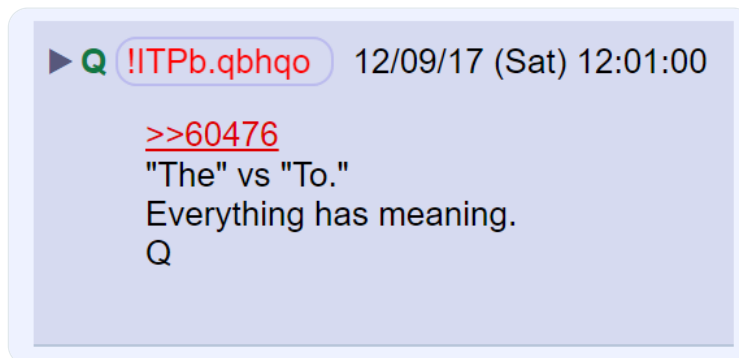 ▶ Q !ITPb.qbhqo 12/09/17 (Sat) 12:01:00
>>60476
"The" vs "To."
Everything has meaning.
Q